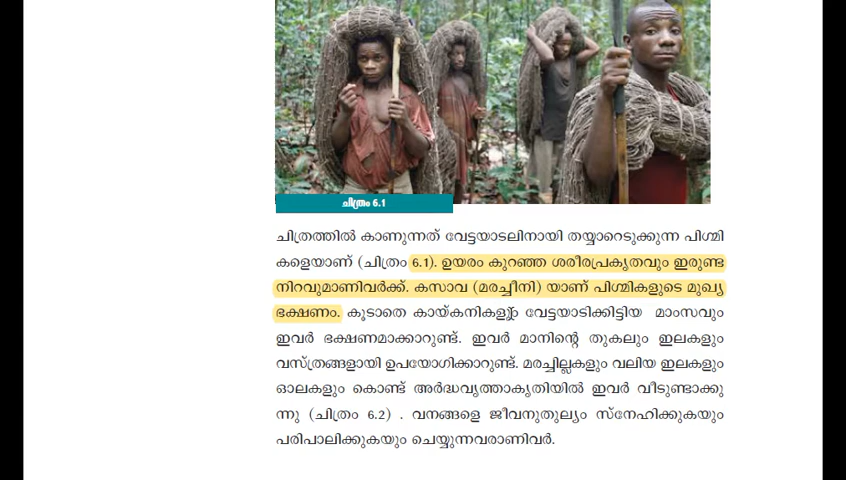 ചിത്രം 6.1
ചിത്രത്തിൽ കാണുന്നത് വേട്ടയാടലിനായി തയ്യാറെടുക്കുന്ന പിഗ്മി
കളെയാണ് (ചിത്രം 6.1). ഉയരം കുറഞ്ഞ ശരീരപ്രകൃതവും ഇരുണ്ട
നിറവുമാണിവർക്ക്. കസാവ (മരച്ചീനി) യാണ് പിഗ്മികളുടെ മുഖ്യ
ഭക്ഷണം. കൂടാതെ കായ്കനികളും വേട്ടയാടിക്കിട്ടിയ മാംസവും
ഇവർ ഭക്ഷണമാക്കാറുണ്ട്. ഇവർ മാനിന്റെ തുകലും ഇലകളും
വസ്ത്രങ്ങളായി ഉപയോഗിക്കാറുണ്ട്. മരച്ചില്ലകളും വലിയ ഇലകളും
ഓലകളും കൊണ്ട് അർദ്ധവൃത്താകൃതിയിൽ ഇവർ വീടുണ്ടാക്കു
ന്നു (ചിത്രം 6.2) . വനങ്ങളെ ജീവനുതുല്യം സ്നേഹിക്കുകയും
പരിപാലിക്കുകയും ചെയ്യുന്നവരാണിവർ.